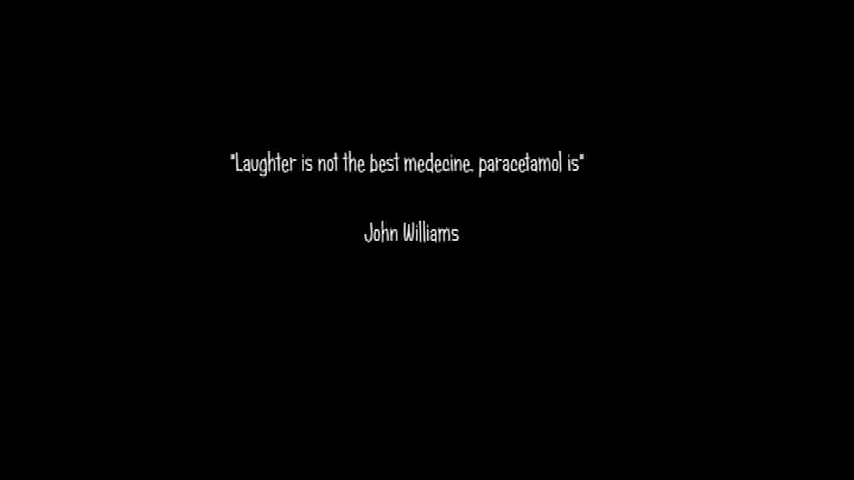 "Laughter is not the best medecine, paracetamol is"
John Williams